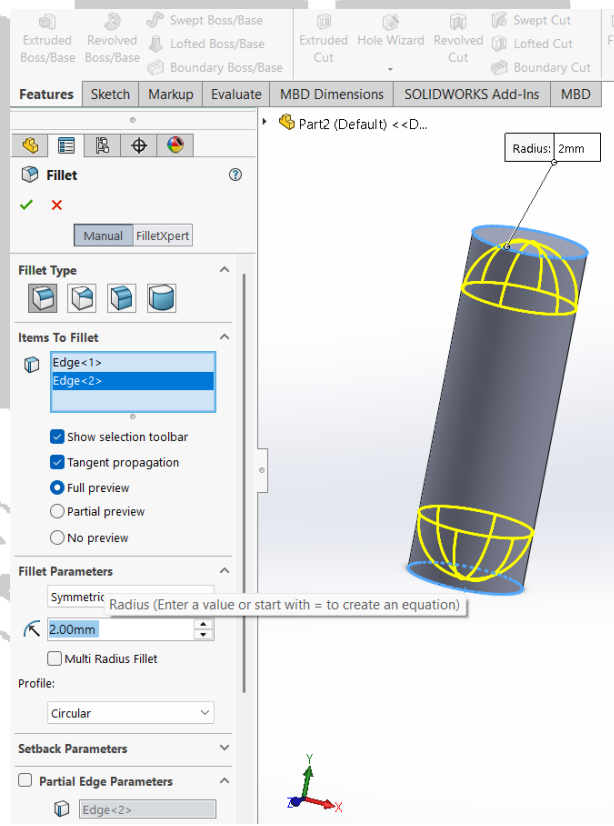 Extruded Boss/Base
Revolved Boss/Base
Swept Boss/Base
Lofted Boss/Base
Boundary Boss/Base
Extruded Cut
Hole Wizard
Revolved Cut
Swept Cut
Lofted Cut
Boundary Cut
F
Features
Sketch
Markup
Evaluate
MBD Dimensions
SOLIDWORKS Add-Ins
MBD
Part2 (Default) <<D...
Fillet
Radius: 2mm
Manual
FilletXpert
Fillet Type
Items To Fillet
Edge<1>
Edge<2>
Show selection toolbar
Tangent propagation
Full preview
Partial preview
No preview
Fillet Parameters
Symmetric
Radius (Enter a value or start with = to create an equation)
2.00mm
Multi Radius Fillet
Profile:
Circular
Setback Parameters
Partial Edge Parameters
Edge<2>
Y
Z
X